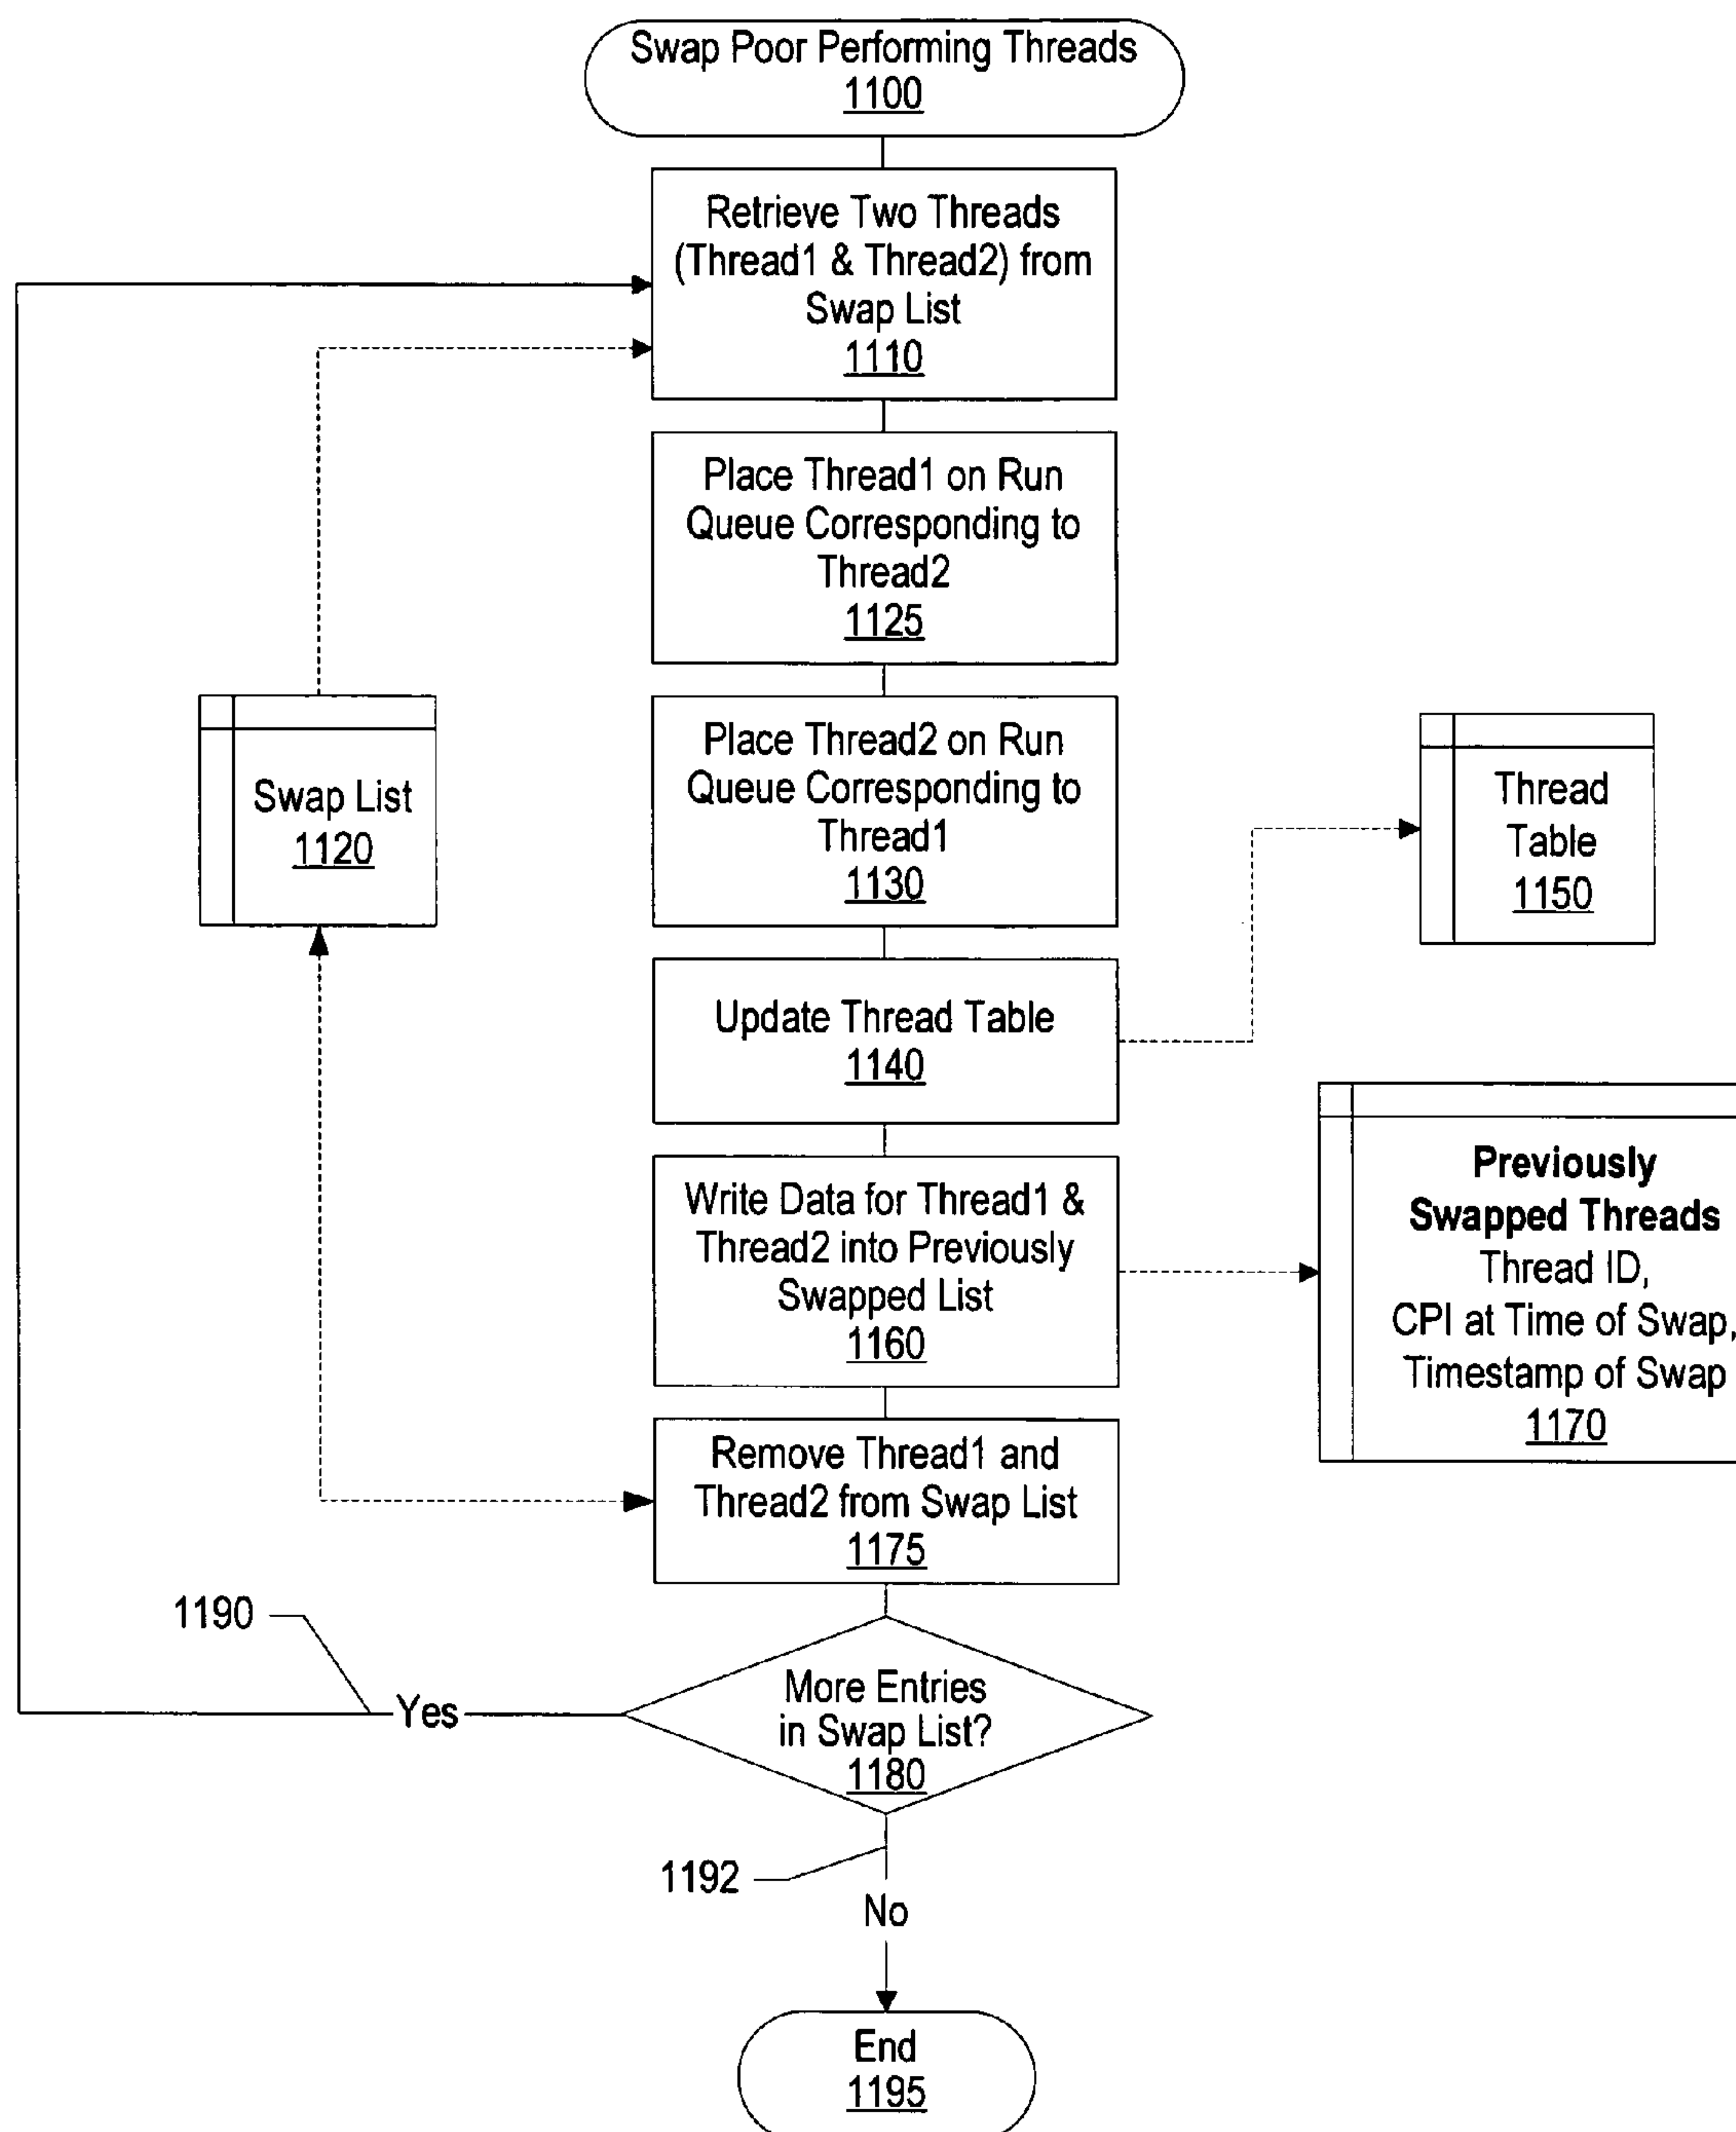 Swap Poor Performing Threads
1100
Retrieve Two Threads
(Thread1 & Thread2) from
Swap List
1110
Place Thread1 on Run
Queue Corresponding to
Thread2
1125
Place Thread2 on Run
Queue Corresponding to
Thread1
1130
Swap List
1120
Thread
Table
1150
Update Thread Table
1140
Write Data for Thread1 &
Thread2 into Previously
Swapped List
1160
Previously
Swapped Threads
Thread ID,
CPI at Time of Swap,
Timestamp of Swap
1170
Remove Thread1 and
Thread2 from Swap List
1175
1190
Yes
More Entries
in Swap List?
1180
1192
No
End
1195